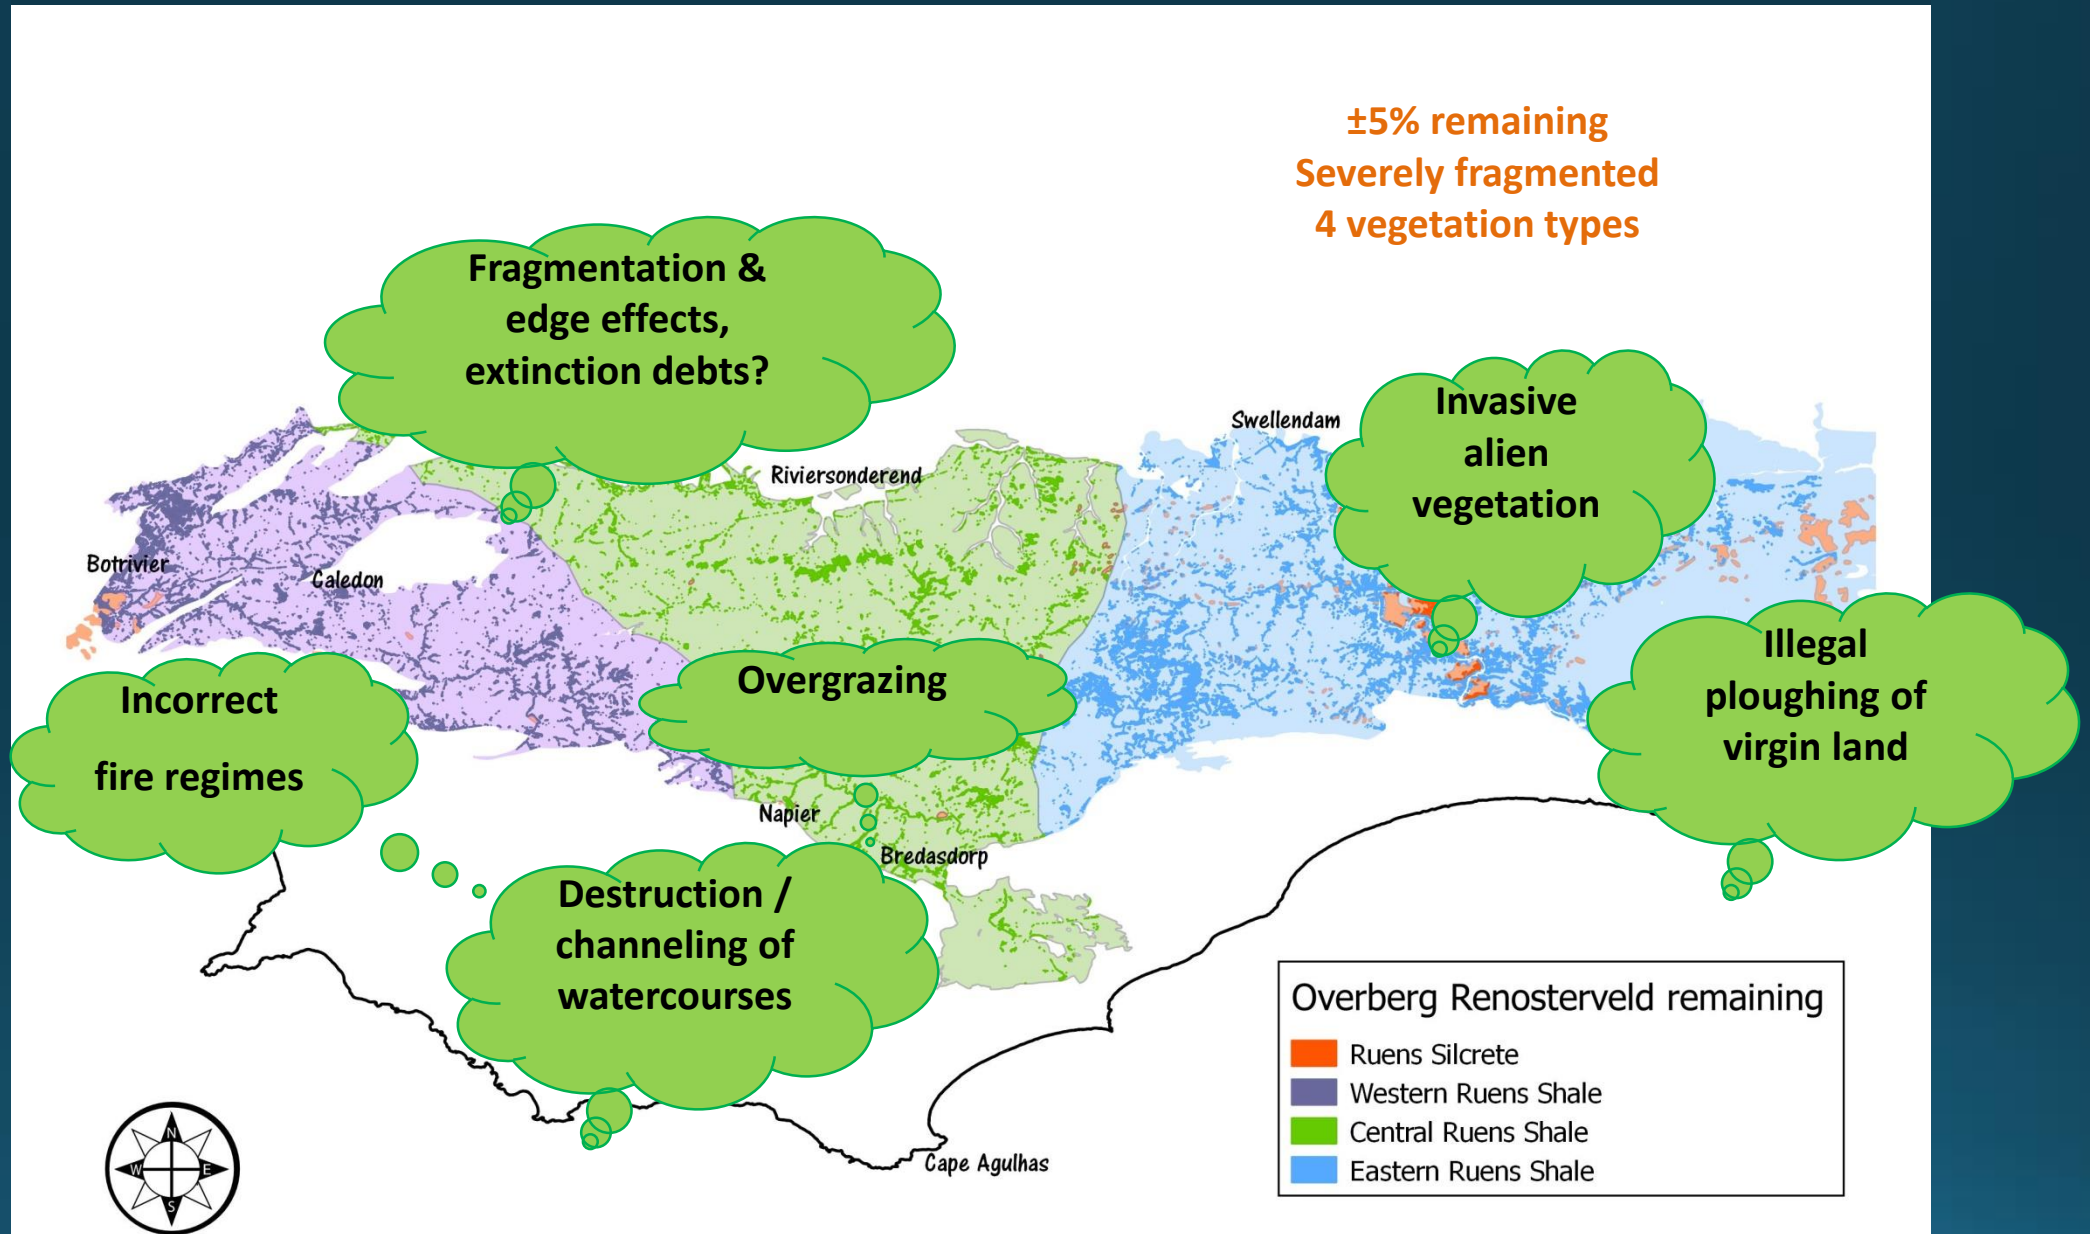 ±5% remaining
Severely fragmented
4 vegetation types
Fragmentation &
edge effects,
extinction debts?
Invasive
alien
vegetation
Swellendam
Riviersonderend
Botrivier
Caledon
Illegal
ploughing of
virgin land
Overgrazing
Incorrect
fire regimes
Napier
Bredasdorp
Destruction /
channeling of
watercourses
Cape Agulhas
Overberg Renosterveld remaining
Ruens Silcrete
Western Ruens Shale
Central Ruens Shale
Eastern Ruens Shale
N
W
E
S